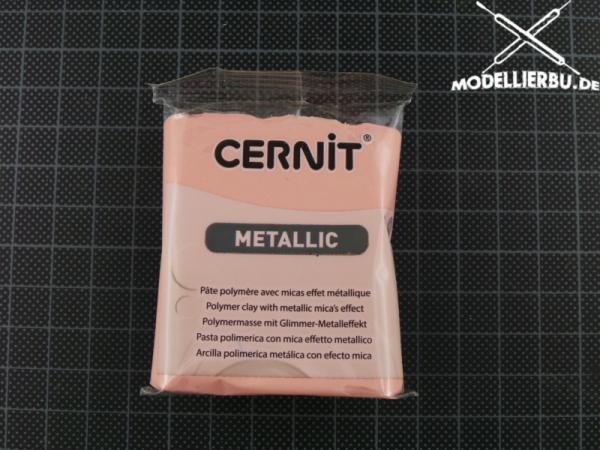 MODELLIERBU.DE
CERNiT®
METALLIC
Pâte polymère avec micas effet métallique
Polymer clay with metallic mica's effect
Polymermasse mit Glimmer-Metalleffekt
Pasta polimerica con mica effetto metallico
Arcilla polimerica metálica con efecto mica